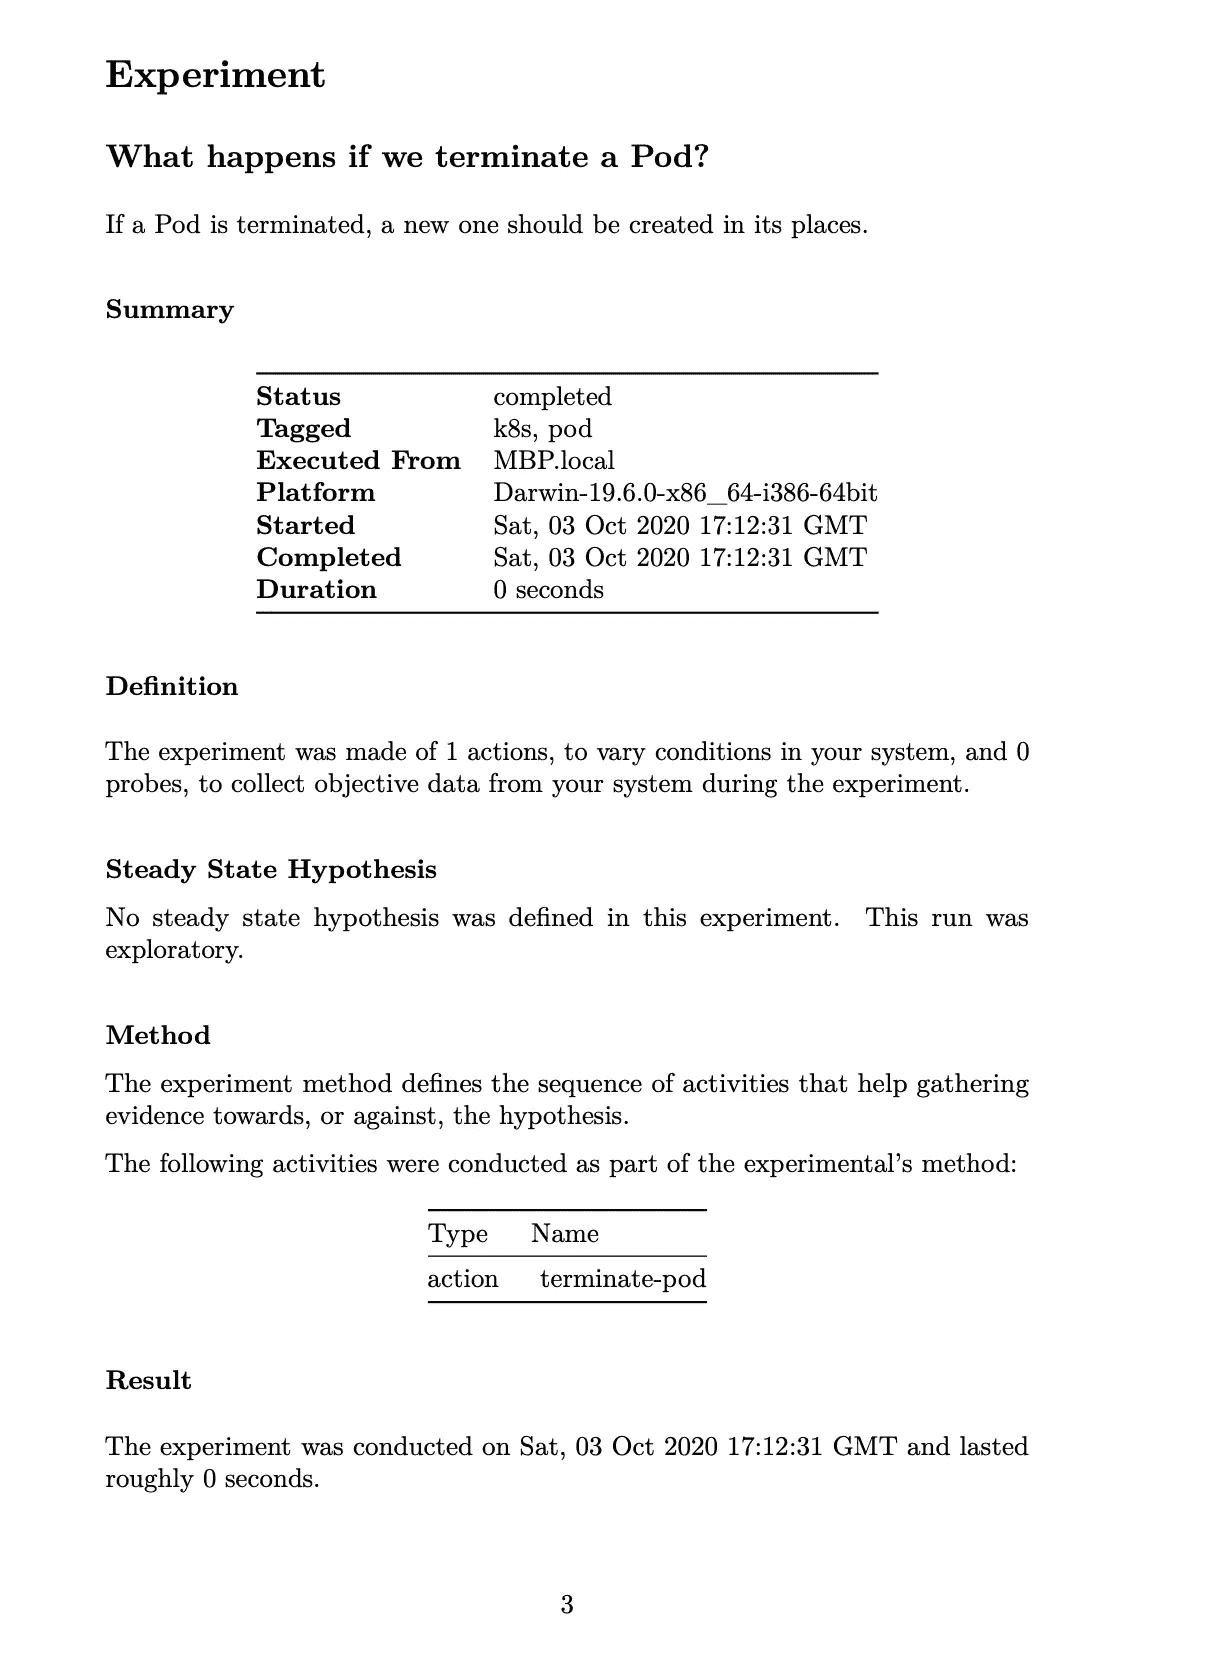 Experiment
What happens if we terminate a Pod?
If a Pod is terminated, a new one should be created in its places.
Summary
Status completed
Tagged k8s, pod
Executed From MBP.local
Platform Darwin-19.6.0-x86_64-i386-64bit
Started Sat, 03 Oct 2020 17:12:31 GMT
Completed Sat, 03 Oct 2020 17:12:31 GMT
Duration 0 seconds
Definition
The experiment was made of 1 actions, to vary conditions in your system, and 0
probes, to collect objective data from your system during the experiment.
Steady State Hypothesis
No steady state hypothesis was defined in this experiment. This run was
exploratory.
Method
The experiment method defines the sequence of activities that help gathering
evidence towards, or against, the hypothesis.
The following activities were conducted as part of the experimental's method:
Type Name
action terminate-pod
Result
The experiment was conducted on Sat, 03 Oct 2020 17:12:31 GMT and lasted
roughly 0 seconds.
3